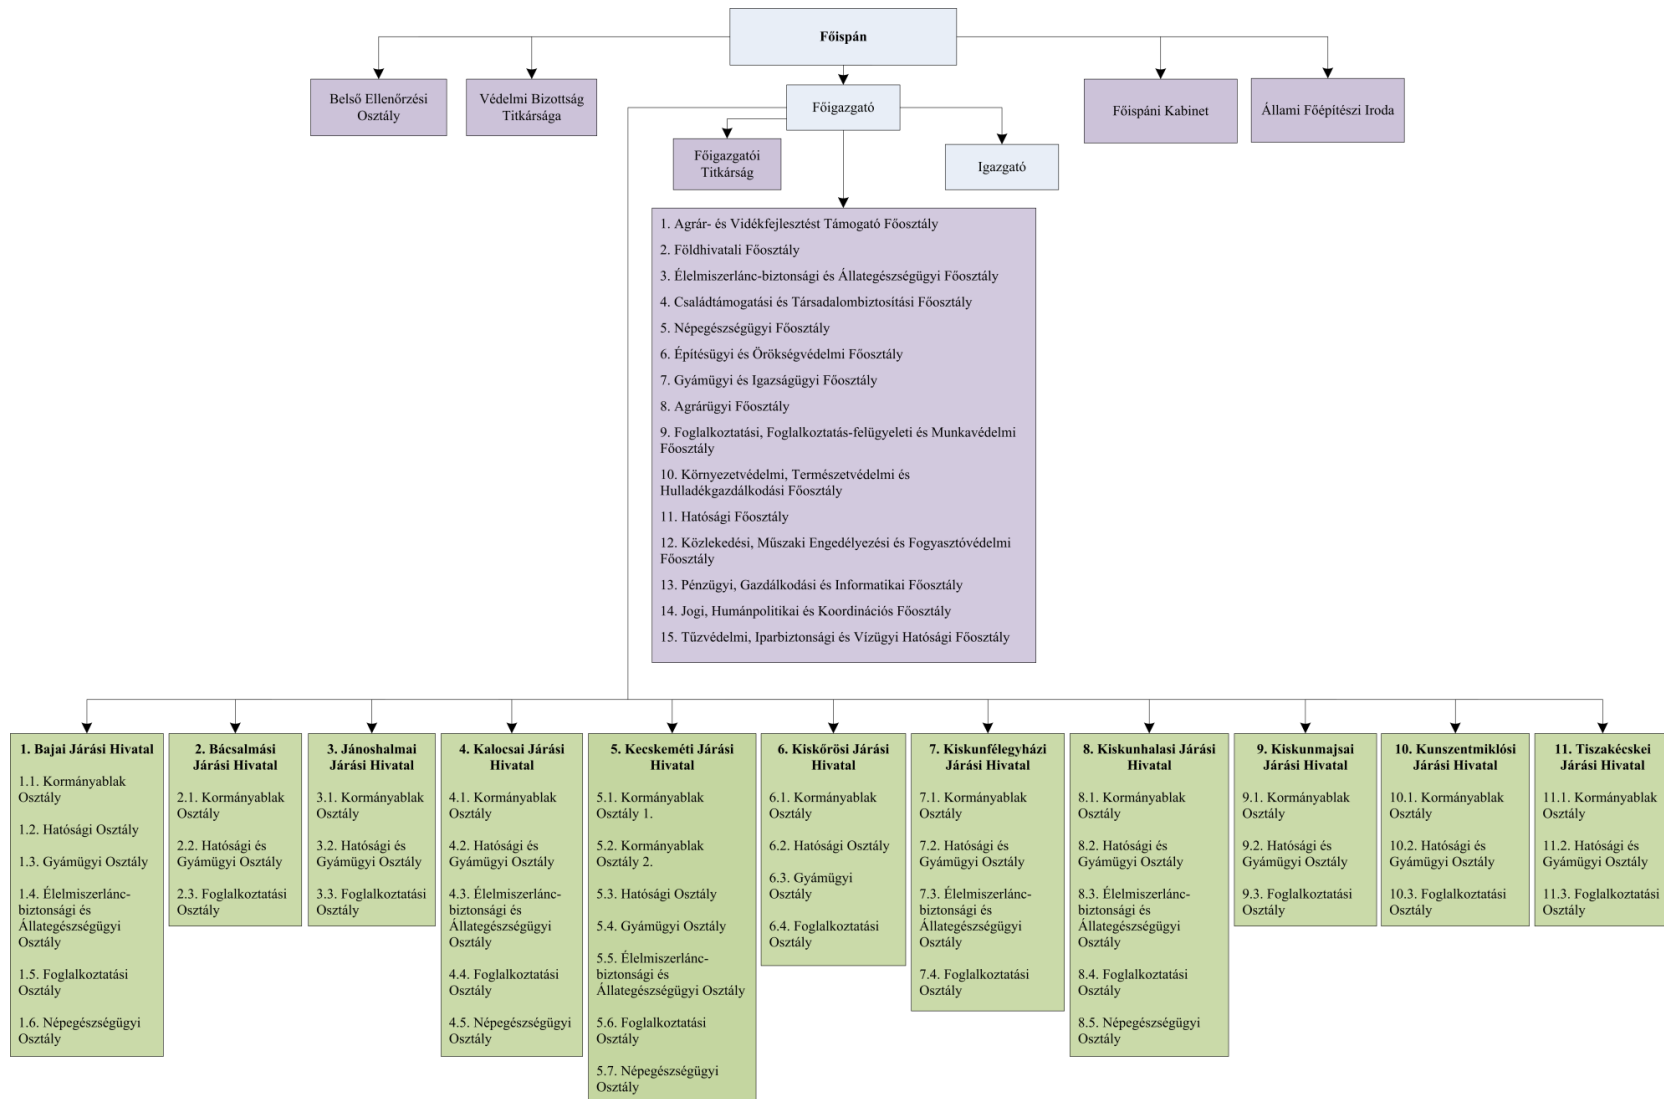 Főispán
Belső Ellenőrzési
Osztály
Védelmi Bizottság
Titkársága
Főispáni Kabinet
Állami Főépítészi Iroda
Főigazgató
Főigazgatói
Titkárság
Igazgató
1. Agrár- és Vidékfejlesztést Támogató Főosztály
2. Földhivatali Főosztály
3. Élelmiszerlánc-biztonsági és Állategészségügyi Főosztály
4. Családtámogatási és Társadalombiztosítási Főosztály
5. Népegészségügyi Főosztály
6. Építésügyi és Örökségvédelmi Főosztály
7. Gyámügyi és Igazságügyi Főosztály
8. Agrárügyi Főosztály
9. Foglalkoztatási, Foglalkoztatás-felügyeleti és Munkavédelmi
Főosztály
10. Környezetvédelmi, Természetvédelmi és
Hulladékgazdálkodási Főosztály
11. Hatósági Főosztály
12. Közlekedési, Műszaki Engedélyezési és Fogyasztóvédelmi
Főosztály
13. Pénzügyi, Gazdálkodási és Informatikai Főosztály
14. Jogi, Humánpolitikai és Koordinációs Főosztály
15. Tűzvédelmi, Iparbiztonsági és Vízügyi Hatósági Főosztály
1. Bajai Járási Hivatal
1.1. Kormányablak
Osztály
1.2. Hatósági Osztály
1.3. Gyámügyi Osztály
1.4. Élelmiszerlánc-
biztonsági és
Állategészségügyi
Osztály
1.5. Foglalkoztatási
Osztály
1.6. Népegészségügyi
Osztály
2. Bácsalmási
Járási Hivatal
2.1. Kormányablak
Osztály
2.2. Hatósági és
Gyámügyi Osztály
2.3. Foglalkoztatási
Osztály
3. Jánoshalmai
Járási Hivatal
3.1. Kormányablak
Osztály
3.2. Hatósági és
Gyámügyi Osztály
3.3. Foglalkoztatási
Osztály
4. Kalocsai Járási
Hivatal
4.1. Kormányablak
Osztály
4.2. Hatósági és
Gyámügyi Osztály
4.3. Élelmiszerlánc-
biztonsági és
Állategészségügyi
Osztály
4.4. Foglalkoztatási
Osztály
4.5. Népegészségügyi
Osztály
5. Kecskeméti Járási
Hivatal
5.1. Kormányablak
Osztály 1.
5.2. Kormányablak
Osztály 2.
5.3. Hatósági Osztály
5.4. Gyámügyi Osztály
5.5. Élelmiszerlánc-
biztonsági és
Állategészségügyi Osztály
5.6. Foglalkoztatási
Osztály
5.7. Népegészségügyi
Osztály
6. Kiskőrösi Járási
Hivatal
6.1. Kormányablak
Osztály
6.2. Hatósági Osztály
6.3. Gyámügyi
Osztály
6.4. Foglalkoztatási
Osztály
7. Kiskunfélegyházi
Járási Hivatal
7.1. Kormányablak
Osztály
7.2. Hatósági és
Gyámügyi Osztály
7.3. Élelmiszerlánc-
biztonsági és
Állategészségügyi
Osztály
7.4. Foglalkoztatási
Osztály
8. Kiskunhalasi Járási
Hivatal
8.1. Kormányablak
Osztály
8.2. Hatósági és
Gyámügyi Osztály
8.3. Élelmiszerlánc-
biztonsági és
Állategészségügyi
Osztály
8.4. Foglalkoztatási
Osztály
8.5. Népegészségügyi
Osztály
9. Kiskunmajsai
Járási Hivatal
9.1. Kormányablak
Osztály
9.2. Hatósági és
Gyámügyi Osztály
9.3. Foglalkoztatási
Osztály
10. Kunszentmiklósi
Járási Hivatal
10.1. Kormányablak
Osztály
10.2. Hatósági és
Gyámügyi Osztály
10.3. Foglalkoztatási
Osztály
11. Tiszakécskei
Járási Hivatal
11.1. Kormányablak
Osztály
11.2. Hatósági és
Gyámügyi Osztály
11.3. Foglalkoztatási
Osztály